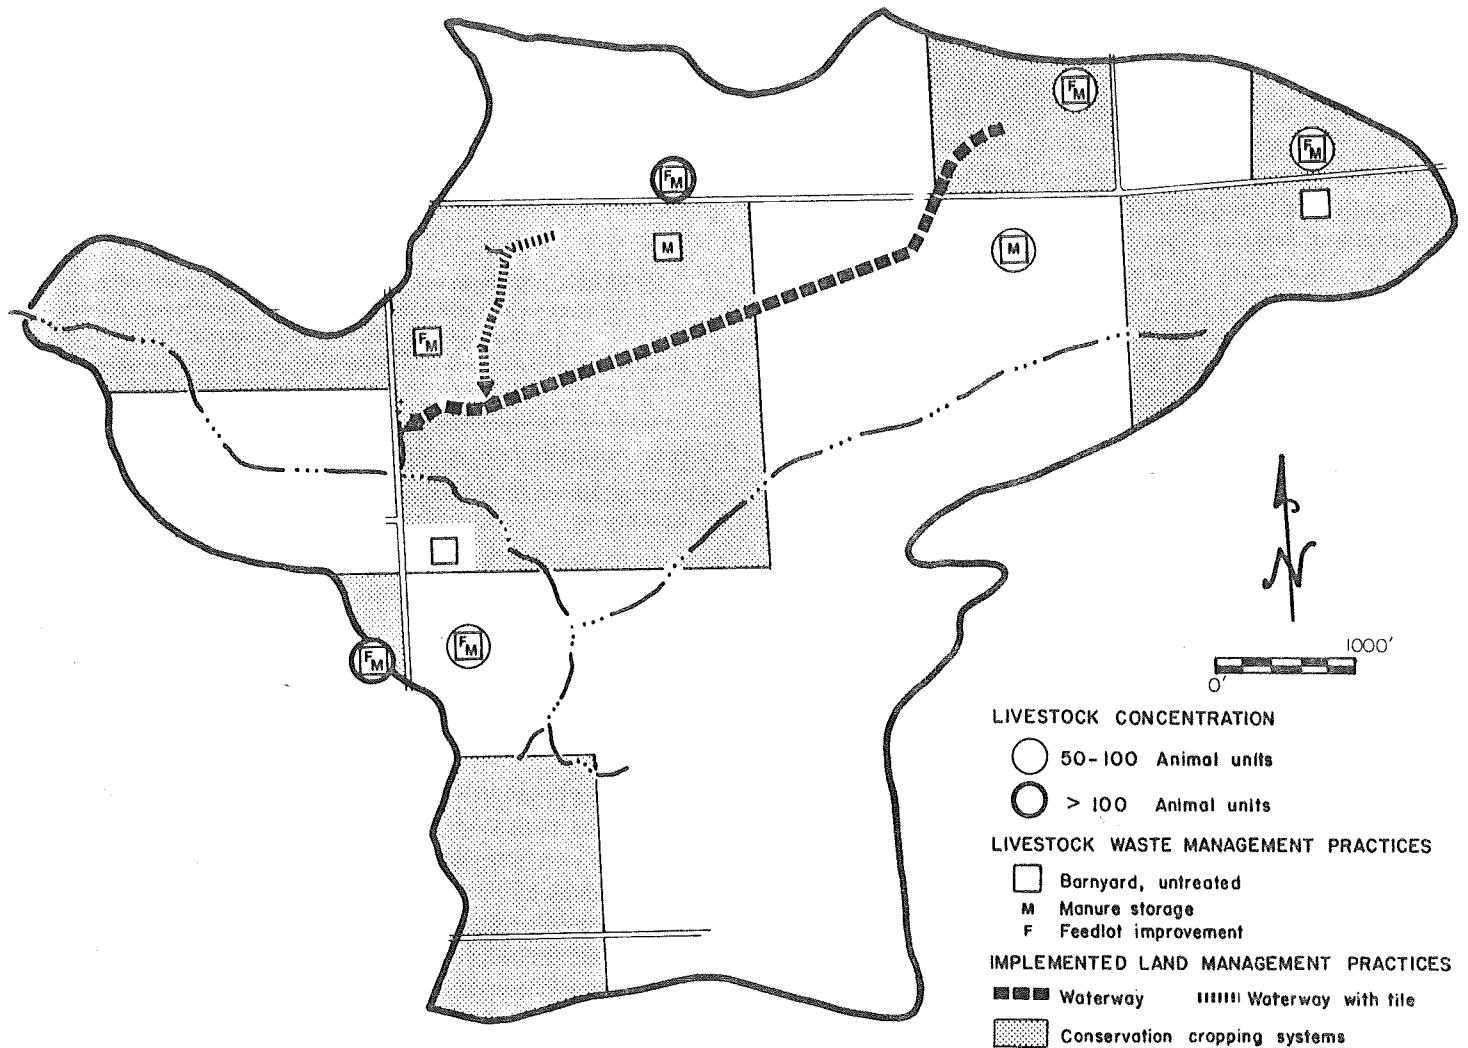 F M
F M
F M
M
M
F M
F M
F M
N
1000'
0'
LIVESTOCK CONCENTRATION
50-100 Animal units
> 100 Animal units
LIVESTOCK WASTE MANAGEMENT PRACTICES
Barnyard, untreated
M Manure storage
F Feedlot improvement
IMPLEMENTED LAND MANAGEMENT PRACTICES
Waterway Waterway with tile
Conservation cropping systems